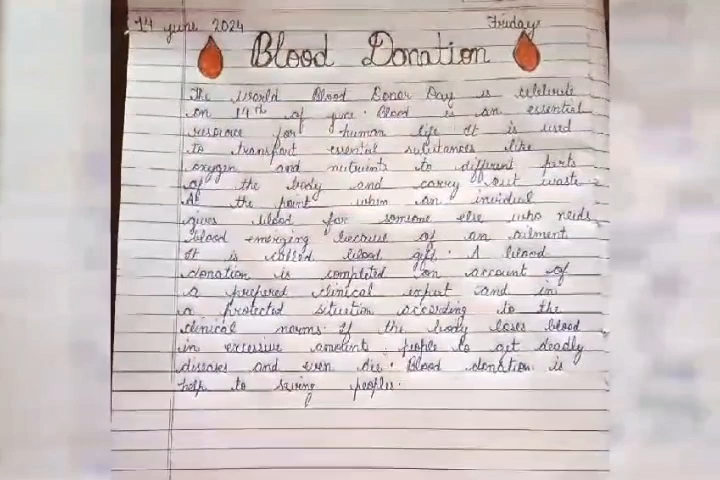 14 june 2024 Friday
Blood Donation
The World Blood Donor Day is celebrate
on 14th of june. Blood is an essential
resource for human life It is used
to transport essential substances like
oxygen and nutrients to different parts
of the body and carry out waste
At the point when an inviduol
gives blood for someone else who neids
blood emerging because of an ailment
It is called blood gift. A blood
donation is completed on account of
a prepared clinical expert and in
a protected situation according to the
clinical norms. If the body loses blood
in excessive amount people to get deadly
diseases and even die. Blood donation is
help to saving peoples.